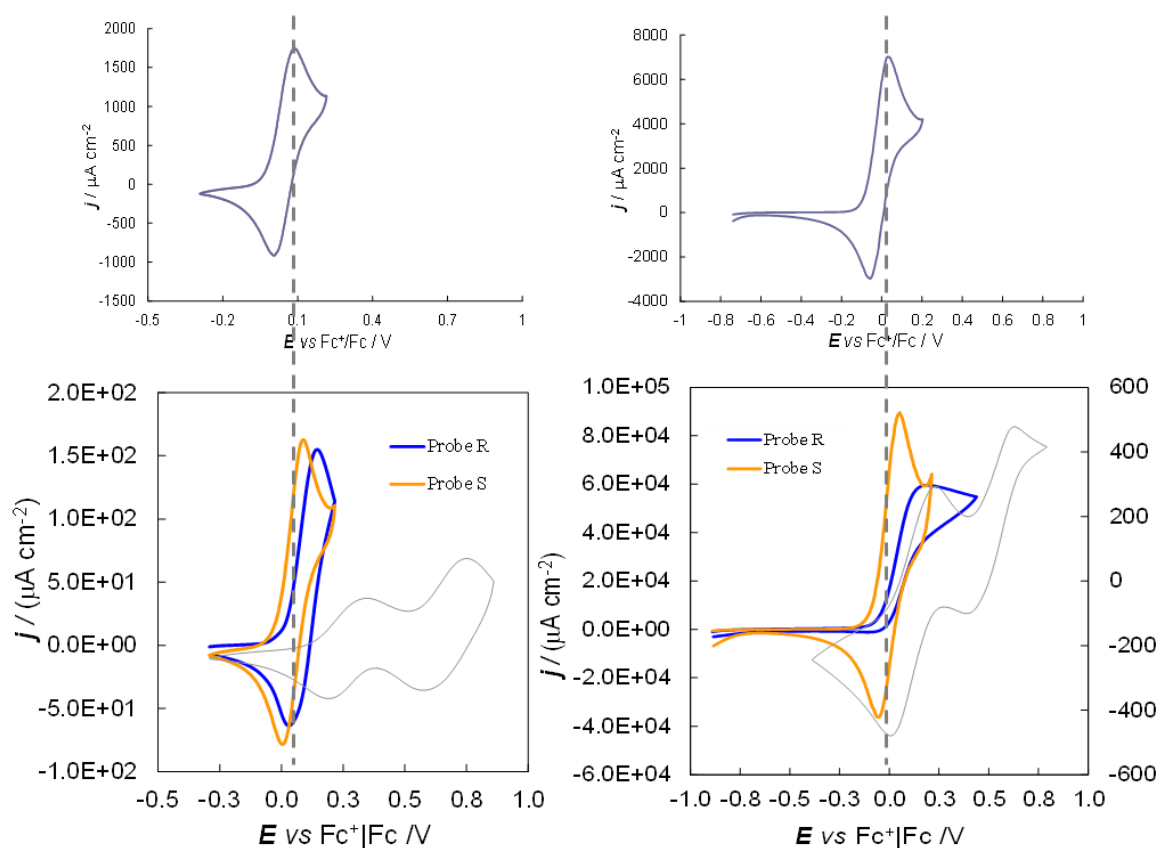 2000
1500
1000
500
0
-500
-1000
-1500
-0.5
-0.2
0.1
0.4
0.7
1
j / µA cm⁻²
E vs Fc⁺/Fc / V
8000
6000
4000
2000
0
-2000
-4000
-1
-0.8
-0.6
-0.4
-0.2
0
0.2
0.4
0.6
0.8
1
j / µA cm⁻²
E vs Fc⁺/Fc / V
2.0E+02
1.5E+02
1.0E+02
5.0E+01
0.0E+00
-5.0E+01
-1.0E+02
-0.5
-0.3
0.0
0.3
0.5
0.8
1.0
Probe R
Probe S
j / (µA cm⁻²)
E vs Fc⁺|Fc /V
1.0E+05
8.0E+04
6.0E+04
4.0E+04
2.0E+04
0.0E+00
-2.0E+04
-4.0E+04
-6.0E+04
600
400
200
0
-200
-400
-600
-1.0
-0.8
-0.5
-0.3
0.0
0.3
0.5
0.8
1.0
Probe R
Probe S
j / (µA cm⁻²)
E vs Fc⁺|Fc /V